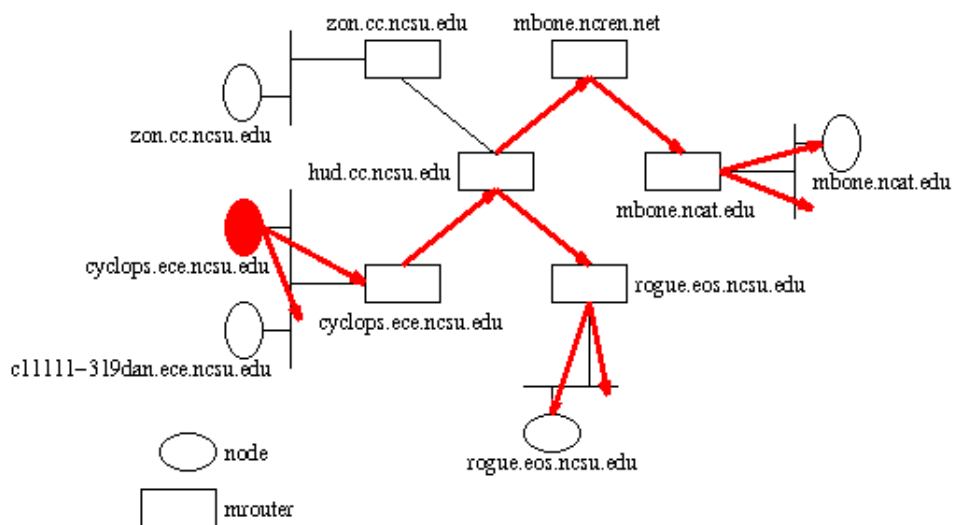 zon.cc.ncsu.edu
mbone.ncren.net
zon.cc.ncsu.edu
hud.cc.ncsu.edu
mbone.ncat.edu
mbone.ncat.edu
cyclops.ece.ncsu.edu
rogue.eos.ncsu.edu
cyclops.ece.ncsu.edu
c11111-319dan.ece.ncsu.edu
node
rogue.eos.ncsu.edu
mrouter